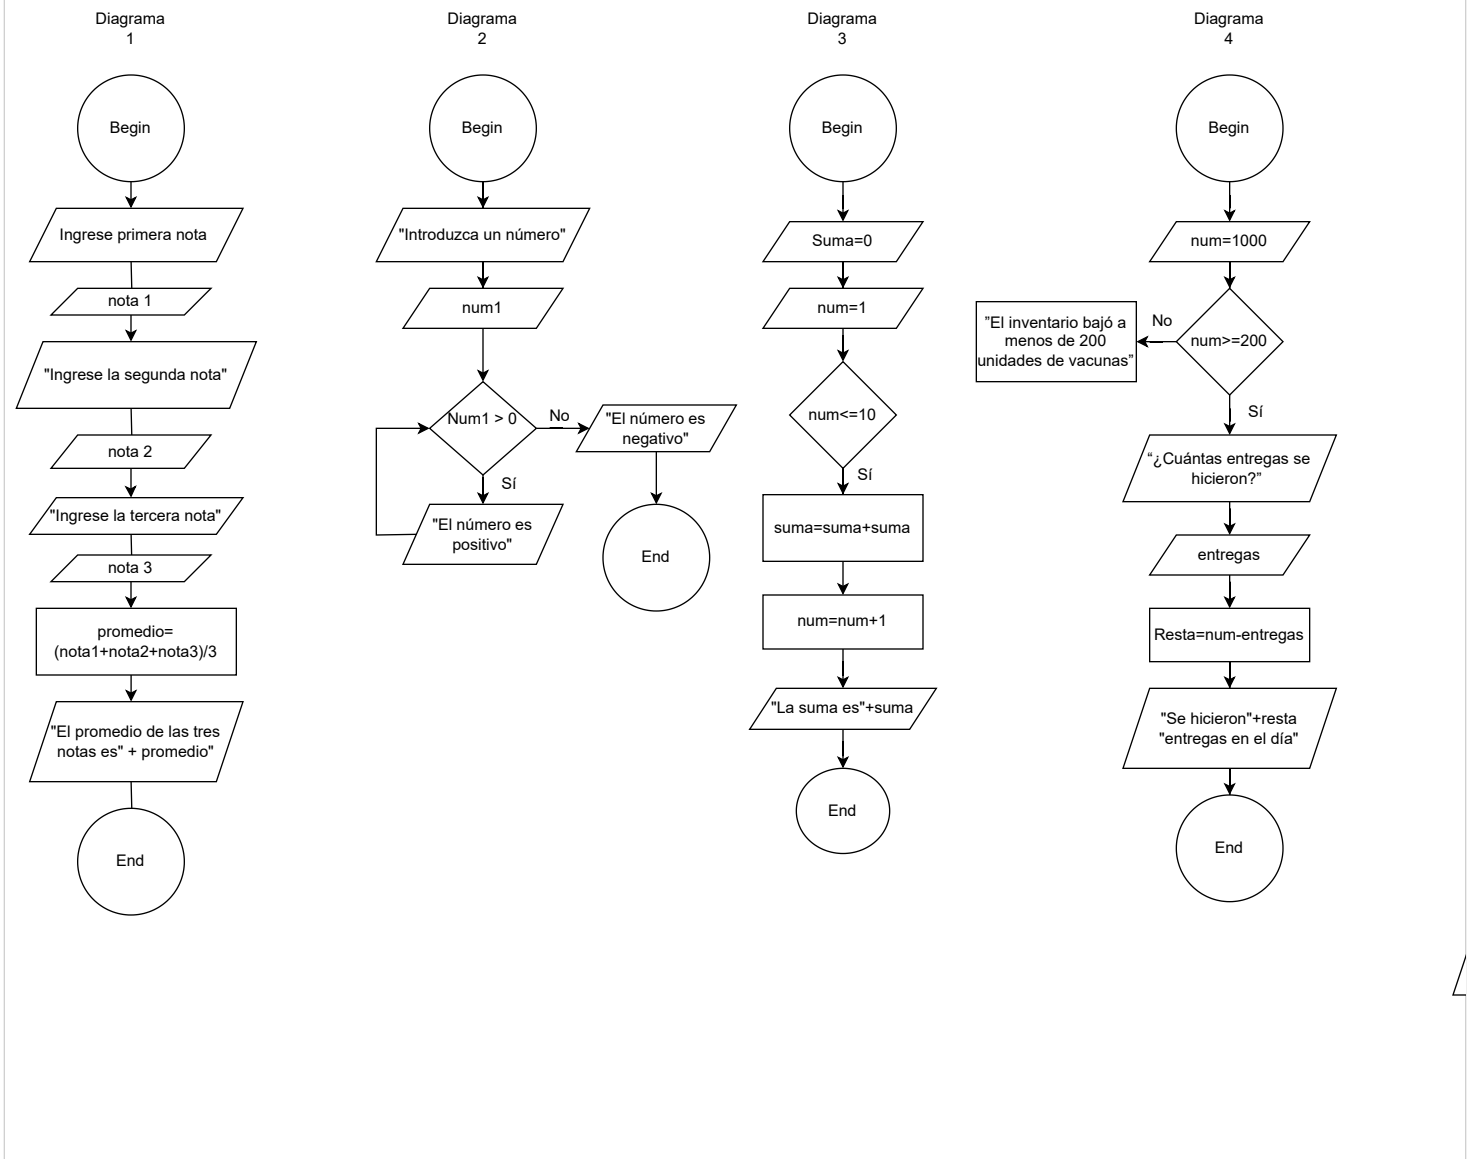 Diagrama
1
Begin
Ingrese primera nota
nota 1
"Ingrese la segunda nota"
nota 2
"Ingrese la tercera nota"
nota 3
promedio=
(nota1+nota2+nota3)/3
"El promedio de las tres
notas es" + promedio"
End
Diagrama
2
Begin
"Introduzca un número"
num1
Num1 > 0
No
"El número es
negativo"
Sí
"El número es
positivo"
End
Diagrama
3
Begin
Suma=0
num=1
num<=10
Sí
suma=suma+suma
num=num+1
"La suma es"+suma
End
Diagrama
4
Begin
num=1000
num>=200
No
”El inventario bajó a
menos de 200
unidades de vacunas”
Sí
“¿Cuántas entregas se
hicieron?”
entregas
Resta=num-entregas
"Se hicieron"+resta
"entregas en el día"
End